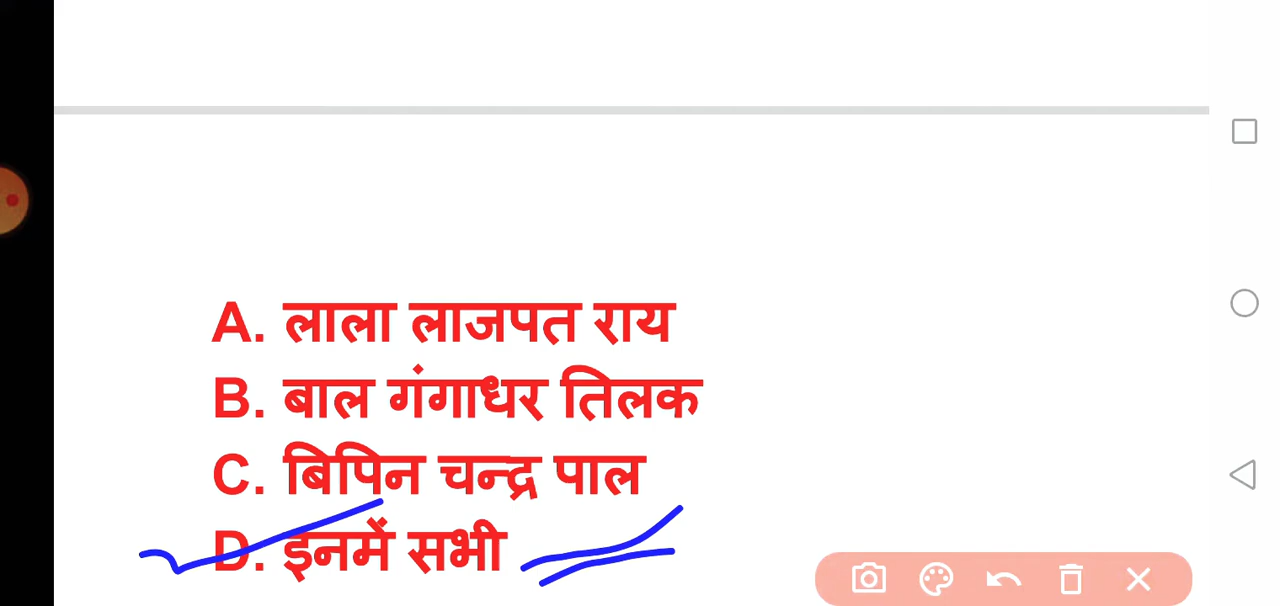 A. लाला लाजपत राय
B. बाल गंगाधर तिलक
C. बिपिन चन्द्र पाल
D. इनमें सभी